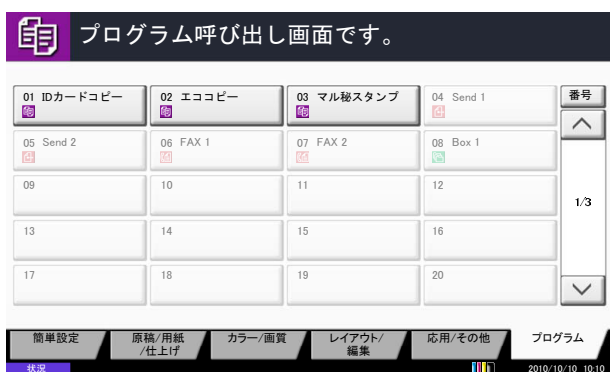 プログラム呼び出し画面です。
01 IDカードコピー
02 エココピー
03 マル秘スタンプ
04 Send 1
番号
05 Send 2
06 FAX 1
07 FAX 2
08 Box 1
09
10
11
12
1/3
13
14
15
16
17
18
19
20
簡単設定
原稿/用紙
/仕上げ
カラー/画質
レイアウト/
編集
応用/その他
プログラム
状況
2010/10/10 10:10